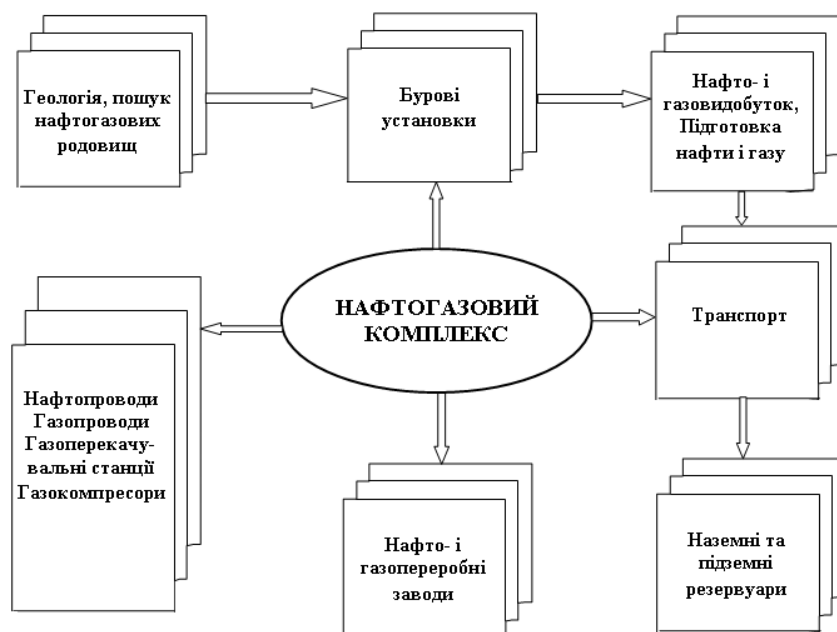 Геологія, пошук
нафтогазових
родовищ
Бурові
установки
Нафто- і
газовидобуток,
Підготовка
нафти і газу
НАФТОГАЗОВИЙ
КОМПЛЕКС
Транспорт
Нафтопроводи
Газопроводи
Газоперекачу-
вальні станції
Газокомпресори
Нафто- і
газопереробні
заводи
Наземні та
підземні
резервуари